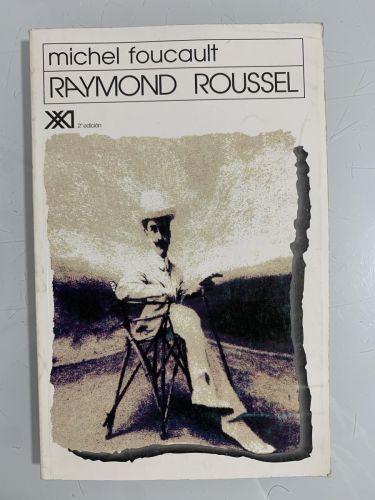 michel foucault
RAYMOND ROUSSEL
XXI 2ª edición